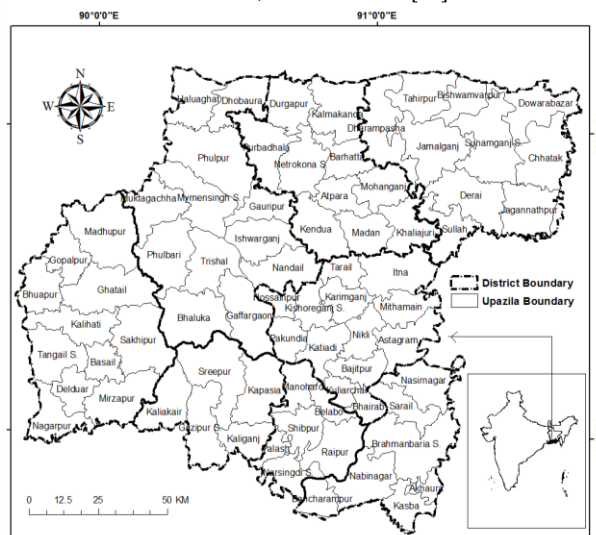 90°0'0"E 91°0'0"E
N
W E
S
Haluaghat Dhobaura Durgapur
Kalmakanda
Tahirpur Bishwamvarpur
Dowarabazar
Dharampasha
Phulpur
Purbadhala
Netrokona S.
Barhatta
Jamalganj
Sunamganj S.
Chhatak
Muktagachha
Mymensingh S.
Gauripur
Atpara
Mohanganj
Derai
Jagannathpur
Madhupur
Ishwarganj
Kendua
Madan
Khaliajuri
Sullah
Gopalpur
Phulbari
Trishal
Nandail
Tarail
Itna
Bhuapur
Ghatail
Hossainpur
Karimganj
Kishoreganj S.
Mithamain
District Boundary
Upazila Boundary
Kalihati
Bhaluka
Gaffargaon
Pakundia
Katiadi
Nikli
Astagram
Tangail S.
Basail
Sakhipur
Sreepur
Bajitpur
Nasirnagar
Delduar
Mirzapur
Kapasia
Manohardi
Kuliarchar
Bhairab
Sarail
Nagarpur
Kaliakair
Gazipur S.
Kaliganj
Belabo
Shibpur
Palash
Raipur
Brahmanbaria S.
Narsingdi S.
Nabinagar
Akhaura
Bancharampur
Kasba
0 12.5 25 50 KM